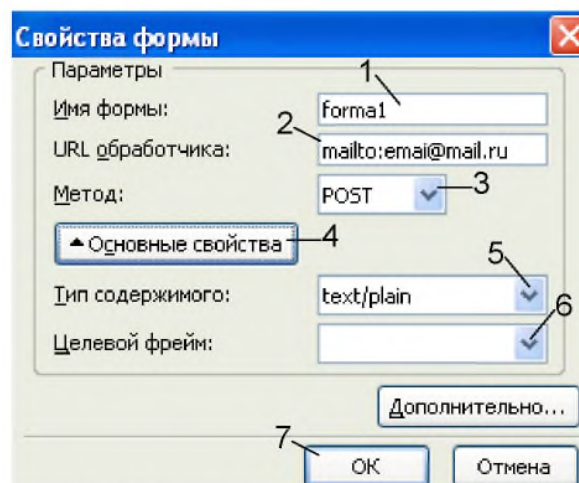 Свойства формы
Параметры
1
Имя формы: forma1
2
URL обработчика: mailto:emai@mail.ru
Метод: POST 3
Основные свойства 4
5
Тип содержимого: text/plain
6
Целевой фрейм:
Дополнительно...
7
ОК Отмена